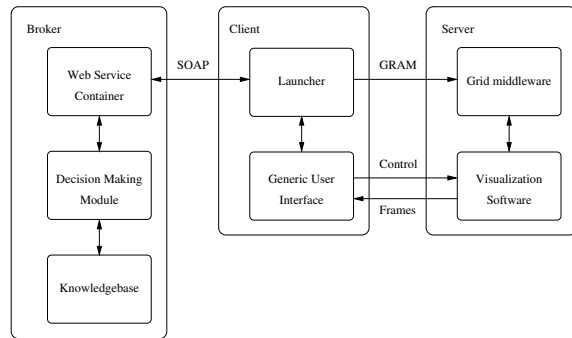 Broker
Client
Server
Web Service
Container
SOAP
Launcher
GRAM
Grid middleware
Decision Making
Module
Generic User
Interface
Control
Frames
Visualization
Software
Knowledgebase